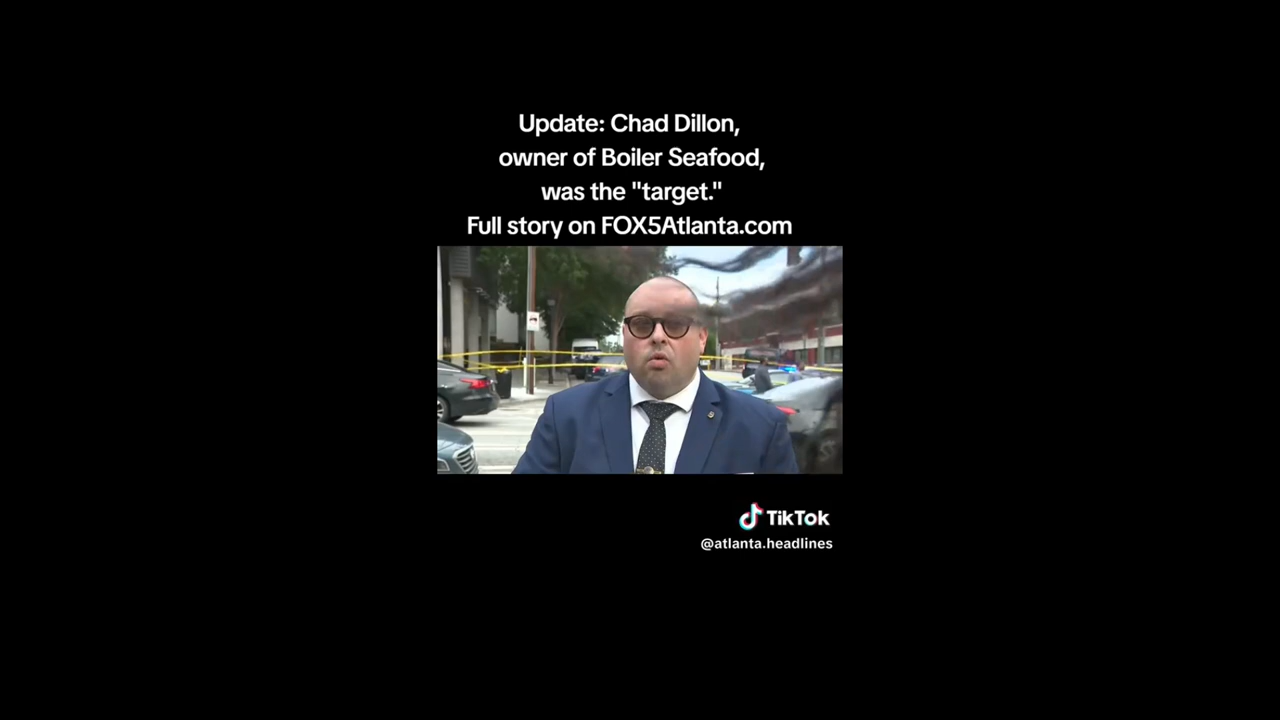 Update: Chad Dillon,
owner of Boiler Seafood,
was the "target."
Full story on FOX5Atlanta.com
TikTok
@atlanta.headlines